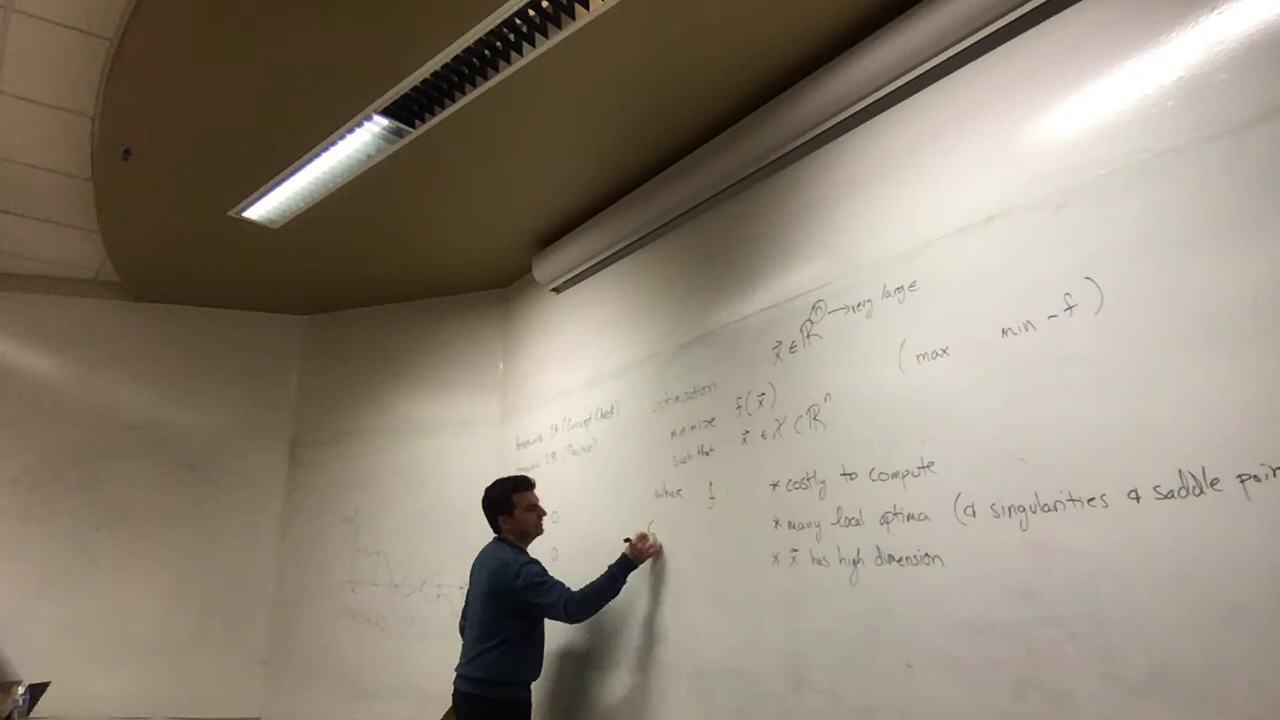 x⃗ ∈ ℝⁿ → very large
(max min -f)
optimization
minimize f(x⃗)
such that x⃗ ∈ X ⊂ ℝⁿ
where f
* costly to compute
* many local optima (& singularities & saddle poin
* x⃗ has high dimension